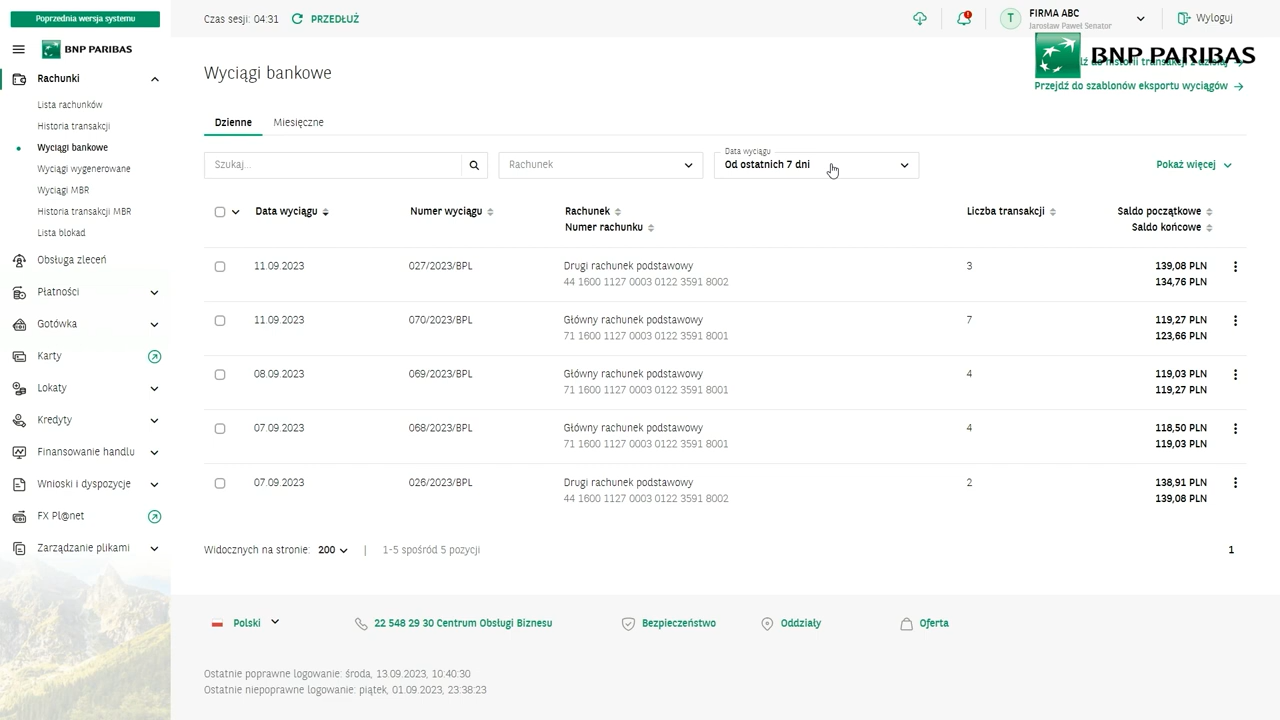 Poprzednia wersja systemu
Czas sesji: 04:31 PRZEDŁUŻ
T FIRMA ABC
Jarosław Paweł Senator
Wyloguj
BNP PARIBAS
BNP PARIBAS
Przejdź do szablonów eksportu wyciągów
Rachunki
Lista rachunków
Historia transakcji
Wyciągi bankowe
Wyciągi wygenerowane
Wyciągi MBR
Historia transakcji MBR
Lista blokad
Obsługa zleceń
Płatności
Gotówka
Karty
Lokaty
Kredyty
Finansowanie handlu
Wnioski i dyspozycje
FX Pl@net
Zarządzanie plikami
Wyciągi bankowe
Dzienne Miesięczne
Szukaj... Rachunek Data wyciągu
Od ostatnich 7 dni Pokaż więcej
Data wyciągu Numer wyciągu Rachunek Liczba transakcji Saldo początkowe
Numer rachunku Saldo końcowe
11.09.2023 027/2023/BPL Drugi rachunek podstawowy 3 139,08 PLN
44 1600 1127 0003 0122 3591 8002 134,76 PLN
11.09.2023 070/2023/BPL Główny rachunek podstawowy 7 119,27 PLN
71 1600 1127 0003 0122 3591 8001 123,66 PLN
08.09.2023 069/2023/BPL Główny rachunek podstawowy 4 119,03 PLN
71 1600 1127 0003 0122 3591 8001 119,27 PLN
07.09.2023 068/2023/BPL Główny rachunek podstawowy 4 118,50 PLN
71 1600 1127 0003 0122 3591 8001 119,03 PLN
07.09.2023 026/2023/BPL Drugi rachunek podstawowy 2 138,91 PLN
44 1600 1127 0003 0122 3591 8002 139,08 PLN
Widocznych na stronie: 200 | 1-5 spośród 5 pozycji 1
Polski 22 548 29 30 Centrum Obsługi Biznesu Bezpieczeństwo Oddziały Oferta
Ostatnie poprawne logowanie: środa, 13.09.2023, 10:40:30
Ostatnie niepoprawne logowanie: piątek, 01.09.2023, 23:38:23